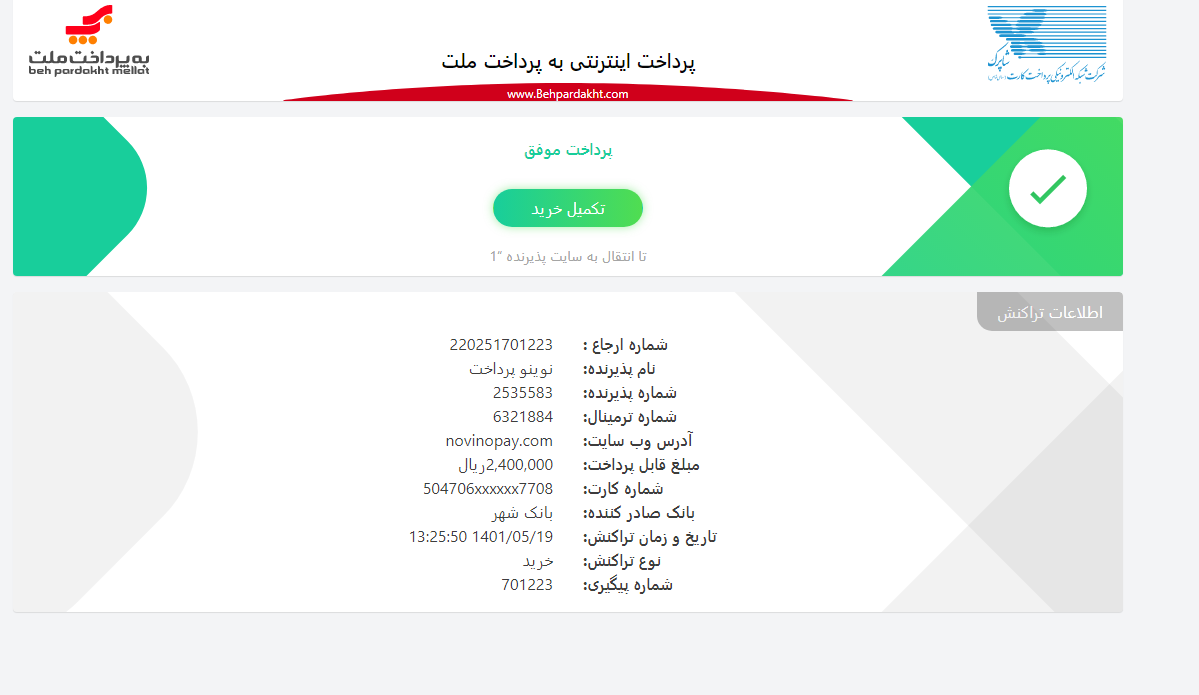 به پرداخت ملت
beh pardakht mellat
پرداخت اینترنتی به پرداخت ملت
www.Behpardakht.com
شاپرک
شرکت شبکه الکترونیکی پرداخت کارت
پرداخت موفق
تکمیل خرید
تا انتقال به سایت پذیرنده "1
اطلاعات تراکنش
شماره ارجاع : 220251701223
نام پذیرنده: نوینو پرداخت
شماره پذیرنده: 2535583
شماره ترمینال: 6321884
آدرس وب سایت: novinopay.com
مبلغ قابل پرداخت: 2,400,000ریال
شماره کارت: 504706xxxxxx7708
بانک صادر کننده: بانک شهر
تاریخ و زمان تراکنش: 1401/05/19 13:25:50
نوع تراکنش: خرید
شماره پیگیری: 701223